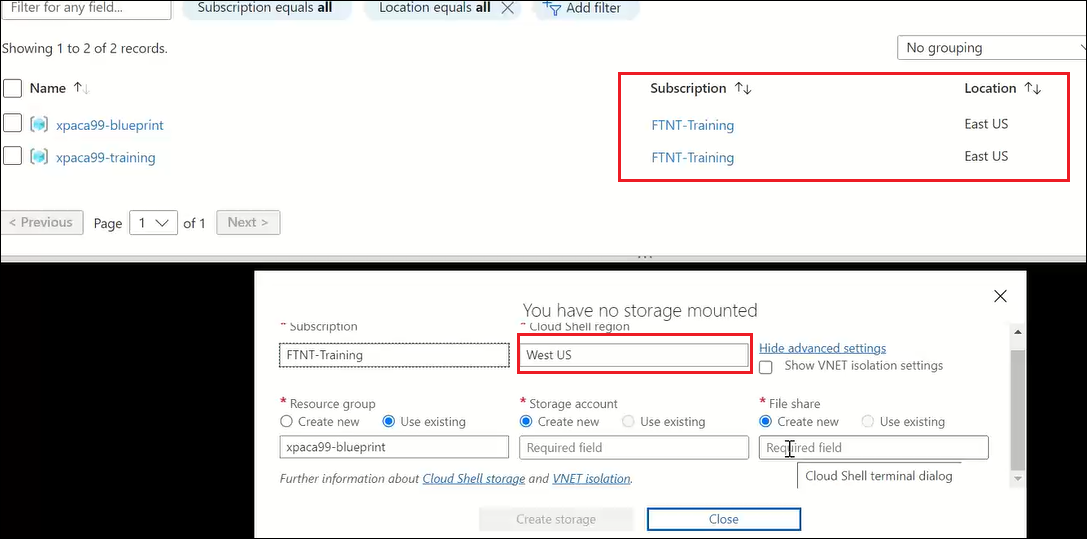 Filter for any field... Subscription equals all Location equals all Add filter
Showing 1 to 2 of 2 records. No grouping
Name Subscription Location
xpaca99-blueprint FTNT-Training East US
xpaca99-training FTNT-Training East US
< Previous Page 1 of 1 Next >
You have no storage mounted
* Subscription * Cloud Shell region
FTNT-Training West US Hide advanced settings
Show VNET isolation settings
* Resource group * Storage account * File share
Create new Use existing Create new Use existing Create new Use existing
xpaca99-blueprint Required field Required field
Further information about Cloud Shell storage and VNET isolation. Cloud Shell terminal dialog
Create storage Close